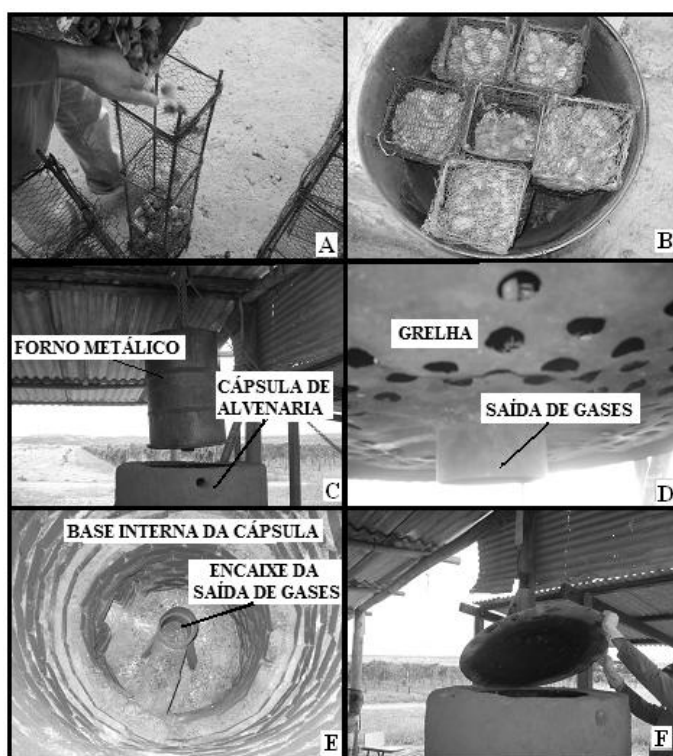 A
B
FORNO METÁLICO
CÁPSULA DE
ALVENARIA
C
GRELHA
SAÍDA DE GASES
D
BASE INTERNA DA CÁPSULA
ENCAIXE DA
SAÍDA DE GASES
E
F